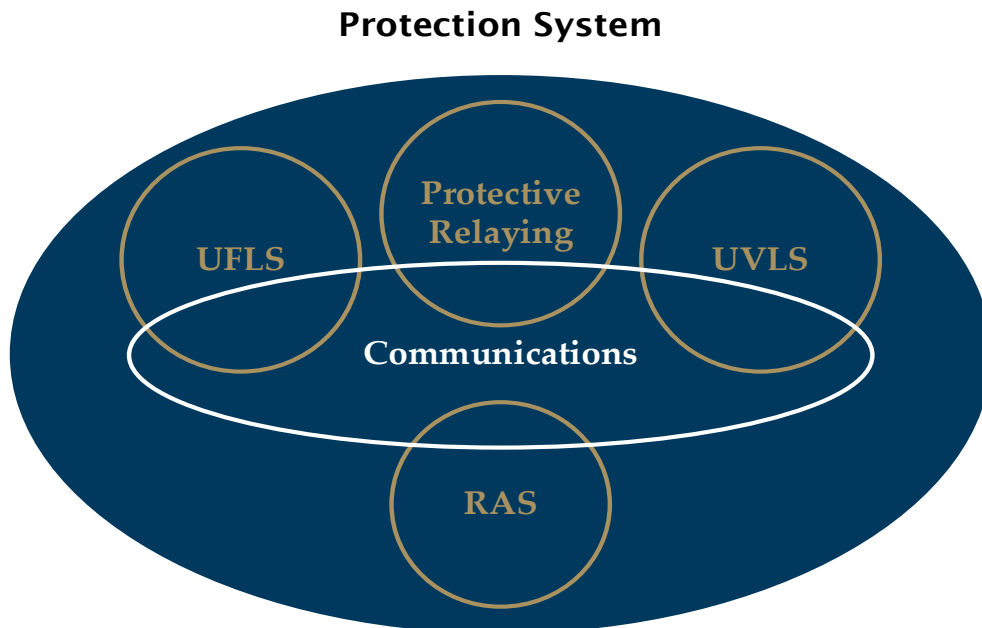 Protection System
Protective
Relaying
UFLS
UVLS
Communications
RAS